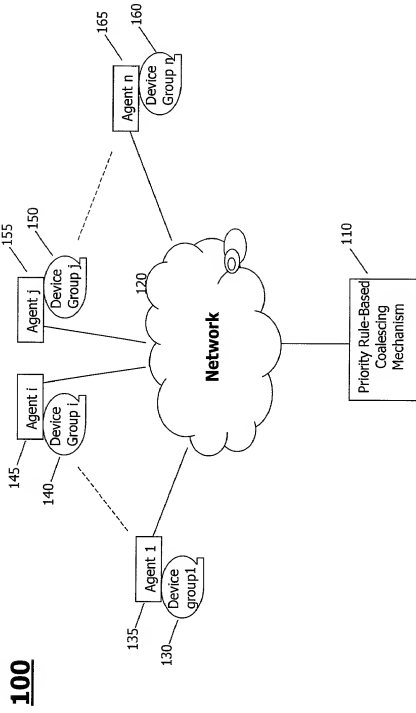 100
165
Agent n
160
Device
Group n
155
Agent j
150
Device
Group j
120
110
Network
Priority Rule-Based
Coalescing
Mechanism
145
Agent i
140
Device
Group i
135
Agent 1
130
Device
group1